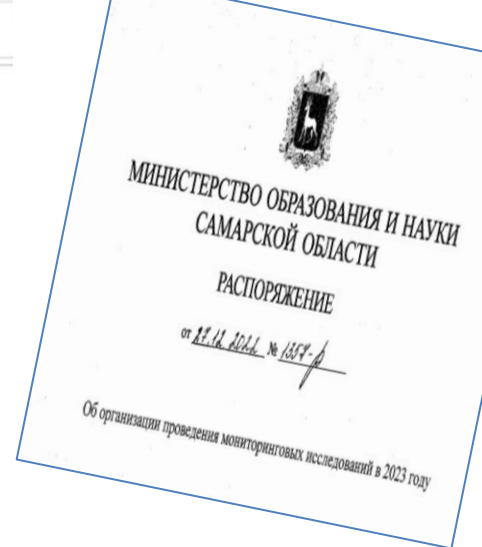 МИНИСТЕРСТВО ОБРАЗОВАНИЯ И НАУКИ
САМАРСКОЙ ОБЛАСТИ
РАСПОРЯЖЕНИЕ
от 27.12.2022 № 1357-р
Об организации проведения мониторинговых исследований в 2023 году